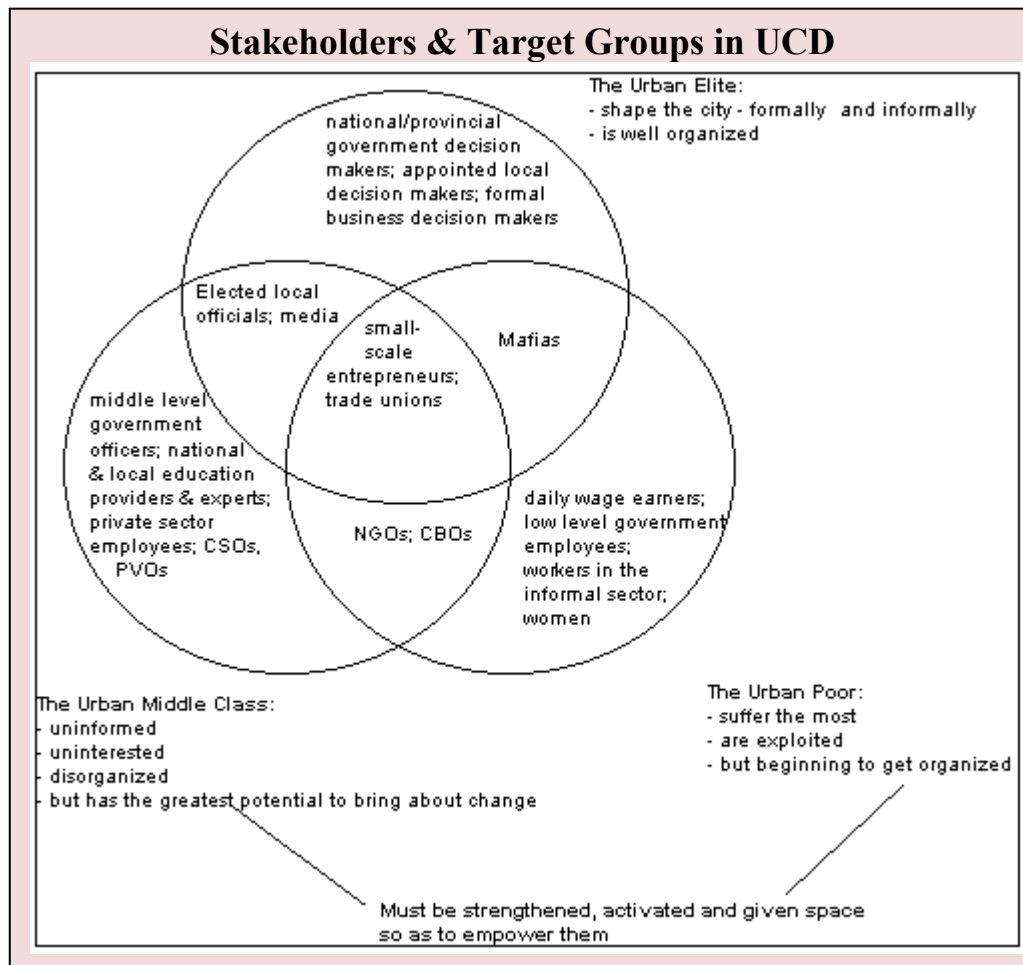 Stakeholders & Target Groups in UCD
The Urban Elite:
- shape the city - formally and informally
- is well organized
national/provincial
government decision
makers; appointed local
decision makers; formal
business decision makers
Elected local
officials; media
small-
scale
entrepreneurs;
trade unions
Mafias
middle level
government
officers; national
& local education
providers & experts;
private sector
employees; CSOs,
PVOs
NGOs; CBOs
daily wage earners;
low level government
employees;
workers in the
informal sector;
women
The Urban Middle Class:
- uninformed
- uninterested
- disorganized
- but has the greatest potential to bring about change
The Urban Poor:
- suffer the most
- are exploited
- but beginning to get organized
Must be strengthened, activated and given space
so as to empower them